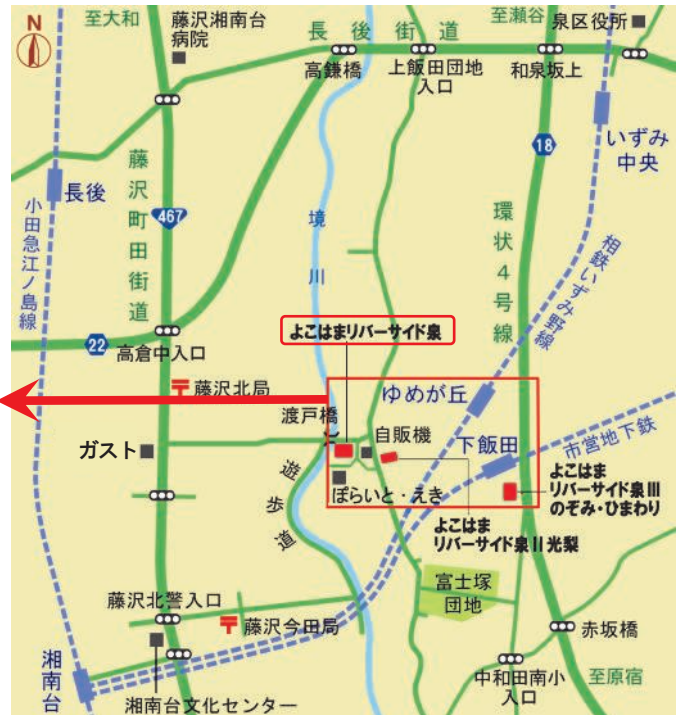 N
至大和
藤沢湘南台
病院
長後街道
至瀬谷
泉区役所
高鎌橋
上飯田団地
入口
和泉坂上
いずみ
中央
18
長後
藤沢町田街道
467
境川
環状4号線
小田急江ノ島線
相鉄いずみ野線
よこはまリバーサイド泉
22
高倉中入口
藤沢北局
渡戸橋
ゆめが丘
自販機
下飯田
市営地下鉄
ガスト
遊歩道
ぽらいと・えき
よこはま
リバーサイド泉III
のぞみ・ひまわり
よこはま
リバーサイド泉II光梨
富士塚
団地
藤沢北警入口
藤沢今田局
赤坂橋
湘南台
湘南台文化センター
中和田南小
入口
至原宿